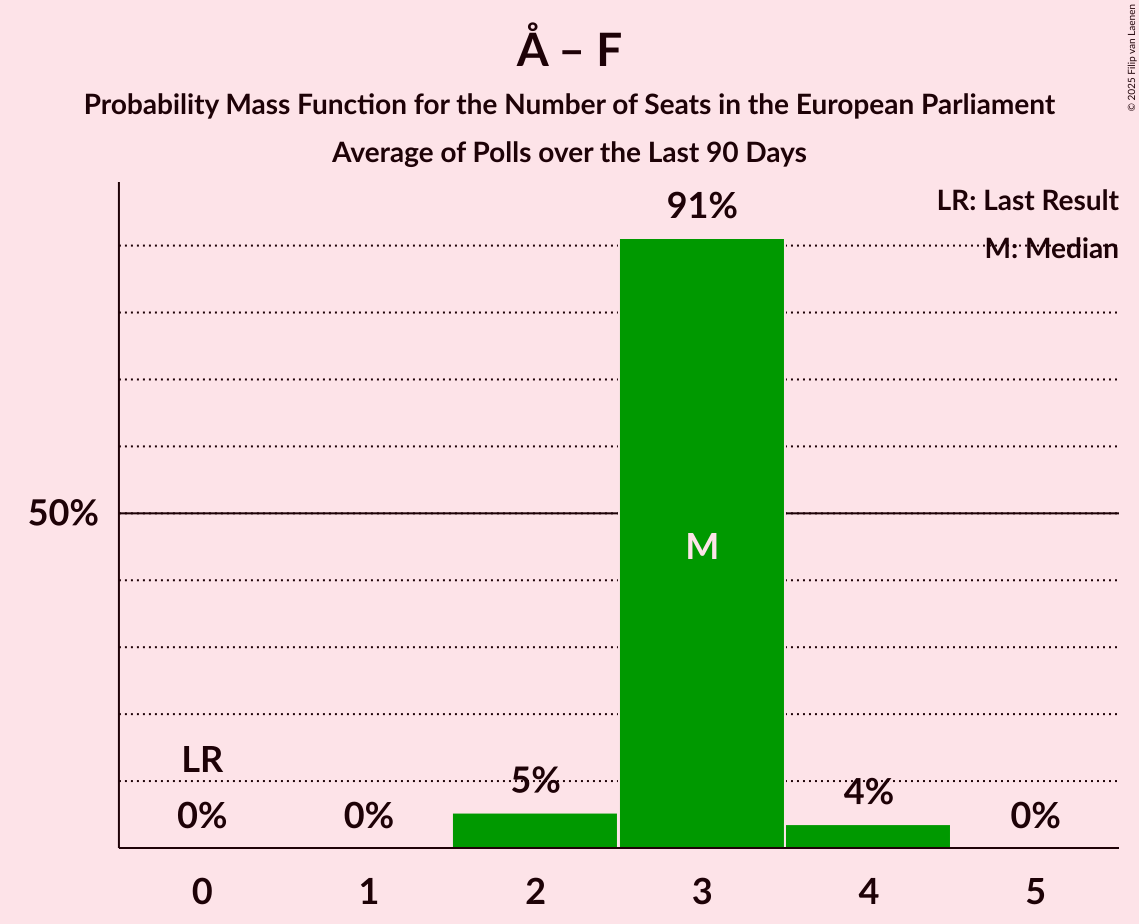 Å – F
Probability Mass Function for the Number of Seats in the European Parliament
Average of Polls over the Last 90 Days
© 2025 Filip van Laenen
LR: Last Result
M: Median
91%
50%
M
LR
0%
0%
5%
4%
0%
0
1
2
3
4
5